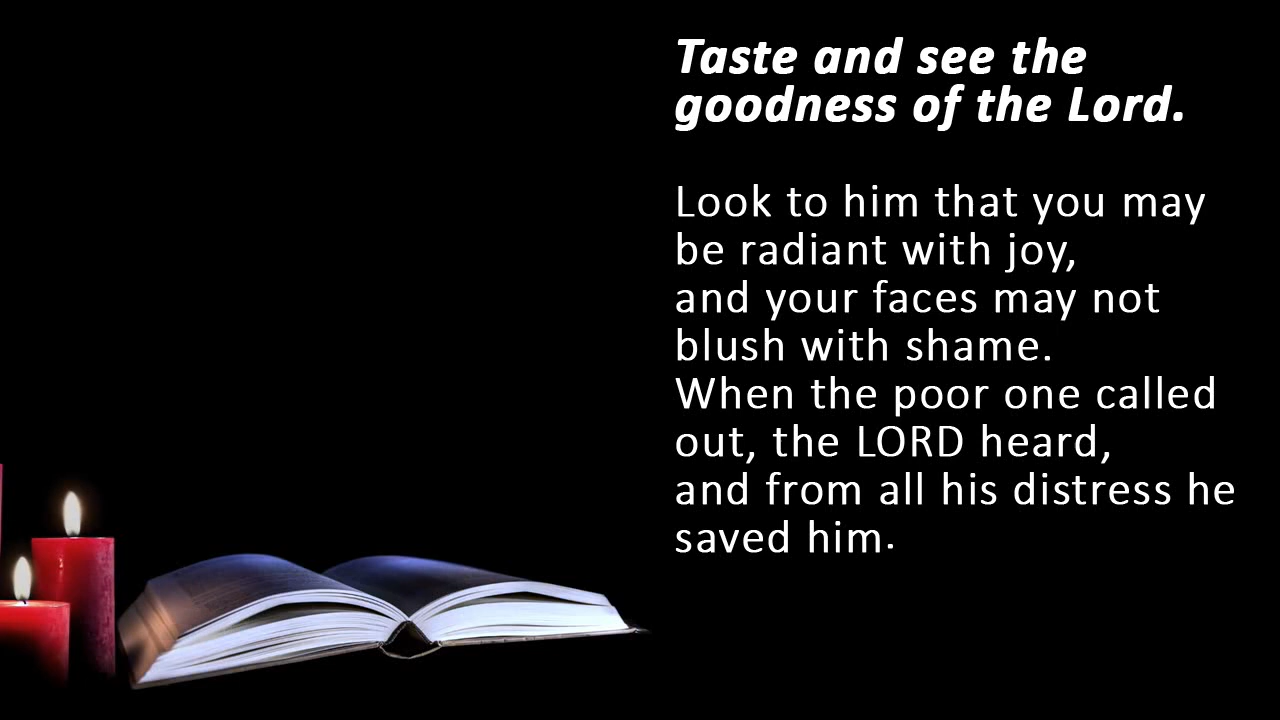 Taste and see the
goodness of the Lord.
Look to him that you may
be radiant with joy,
and your faces may not
blush with shame.
When the poor one called
out, the LORD heard,
and from all his distress he
saved him.